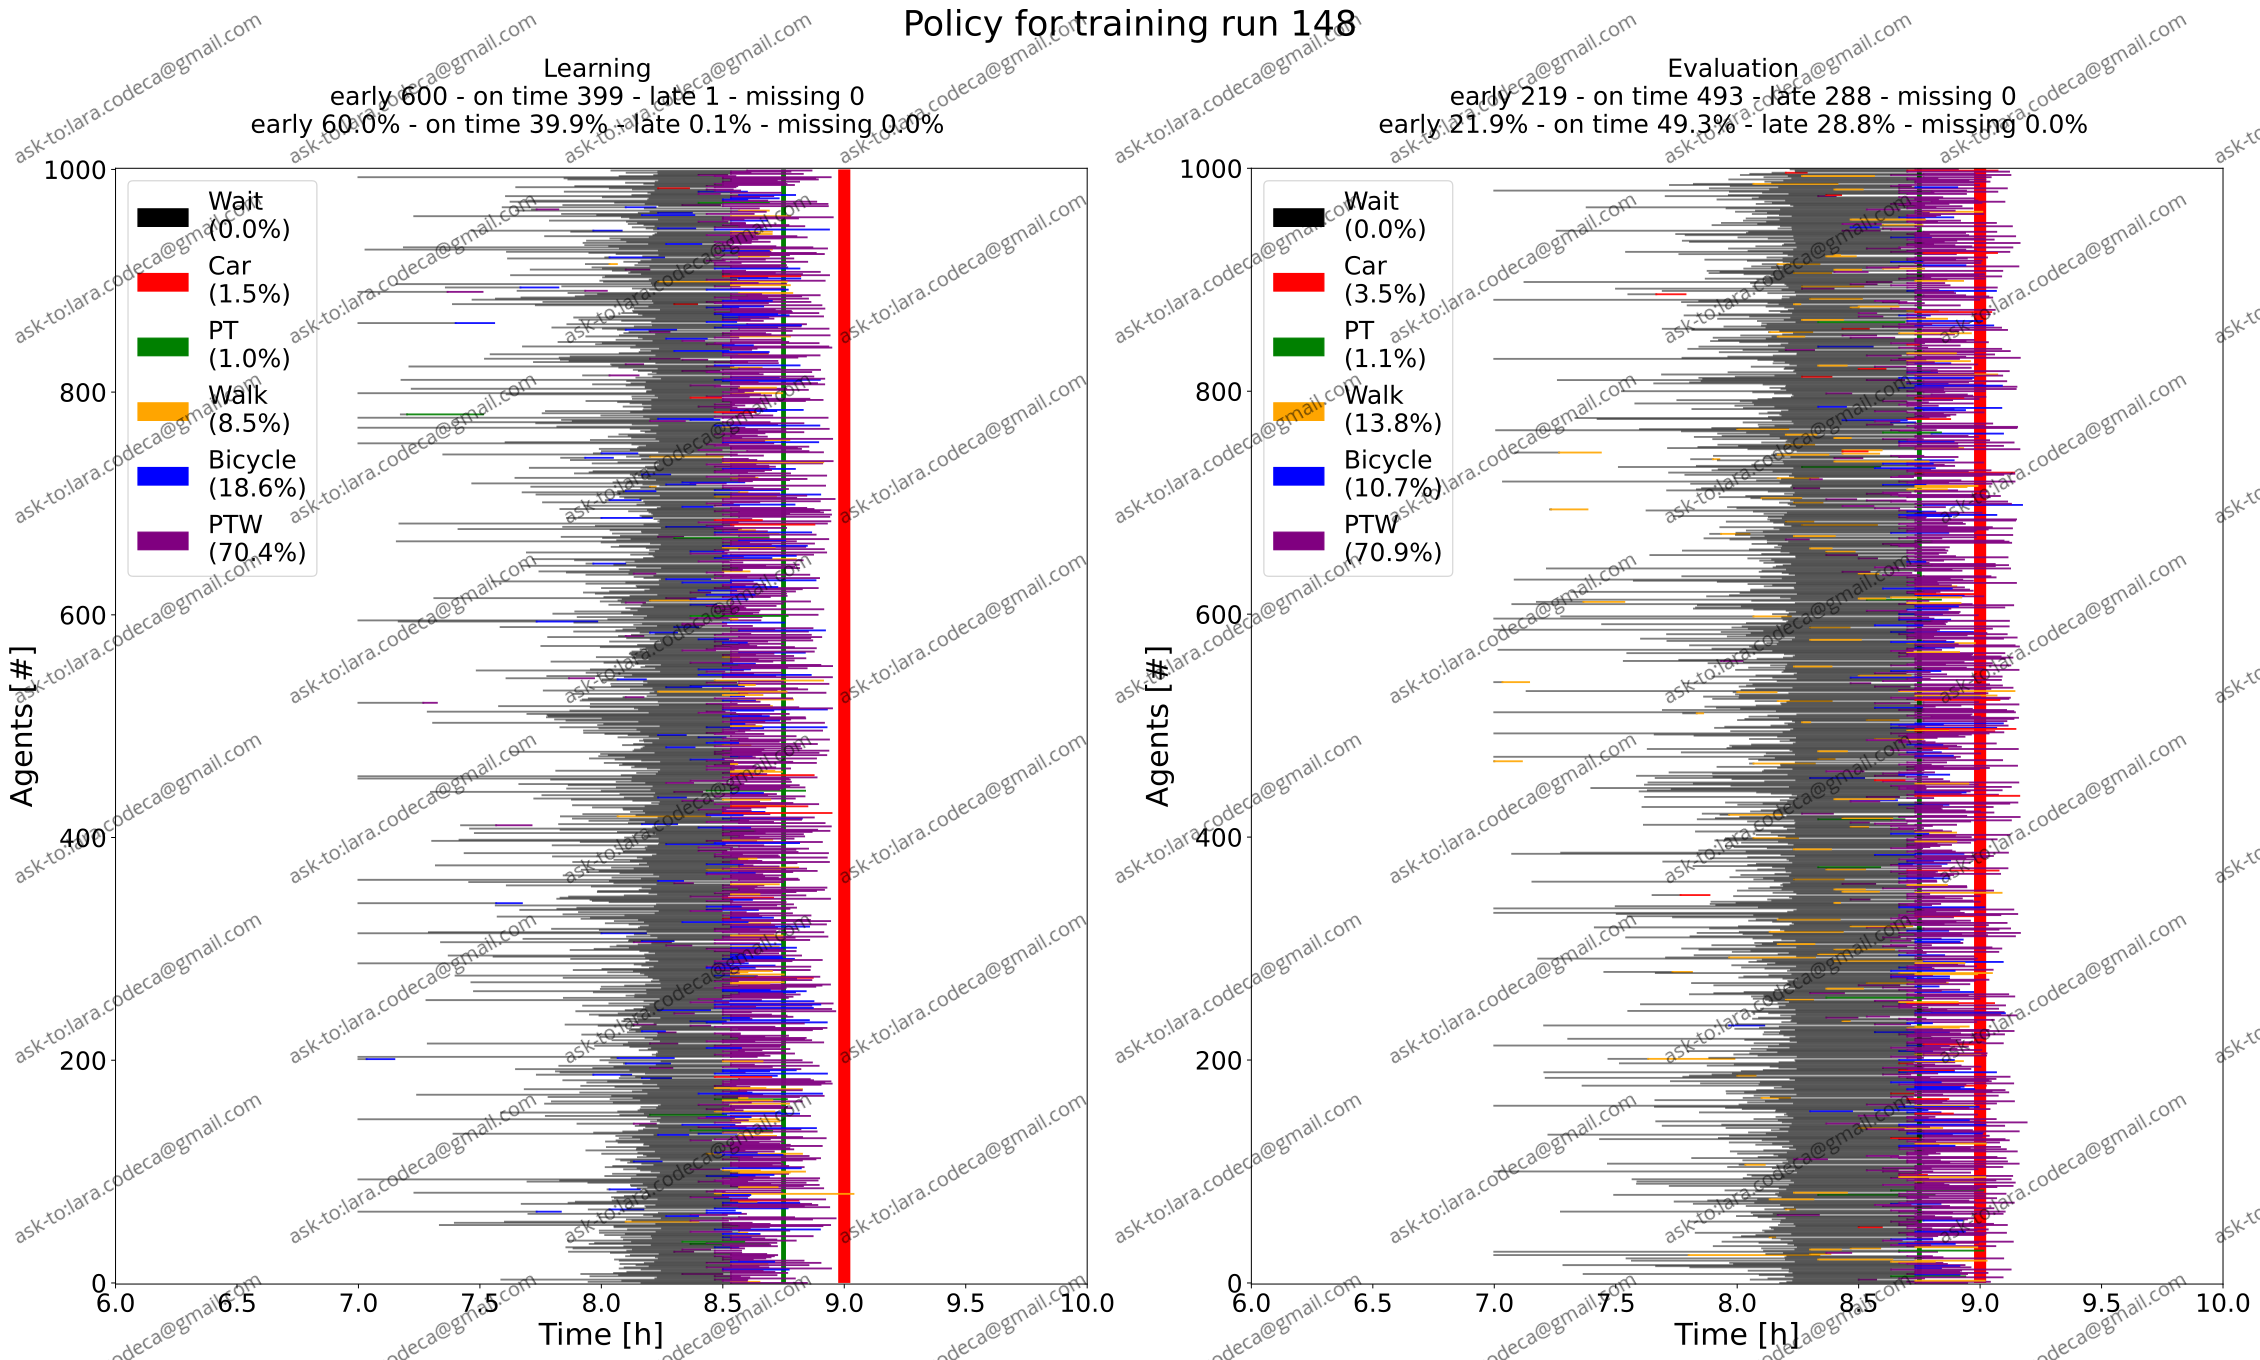 Policy for training run 148
Learning
early 600 - on time 399 - late 1 - missing 0
early 60.0% - on time 39.9% - late 0.1% - missing 0.0%
1000
800
600
400
200
0
Agents [#]
Wait
(0.0%)
Car
(1.5%)
PT
(1.0%)
Walk
(8.5%)
Bicycle
(18.6%)
PTW
(70.4%)
6.0 6.5 7.0 7.5 8.0 8.5 9.0 9.5 10.0
Time [h]
Evaluation
early 219 - on time 493 - late 288 - missing 0
early 21.9% - on time 49.3% - late 28.8% - missing 0.0%
1000
800
600
400
200
0
Agents [#]
Wait
(0.0%)
Car
(3.5%)
PT
(1.1%)
Walk
(13.8%)
Bicycle
(10.7%)
PTW
(70.9%)
6.0 6.5 7.0 7.5 8.0 8.5 9.0 9.5 10.0
Time [h]
ask-to:lara.codeca@gmail.com